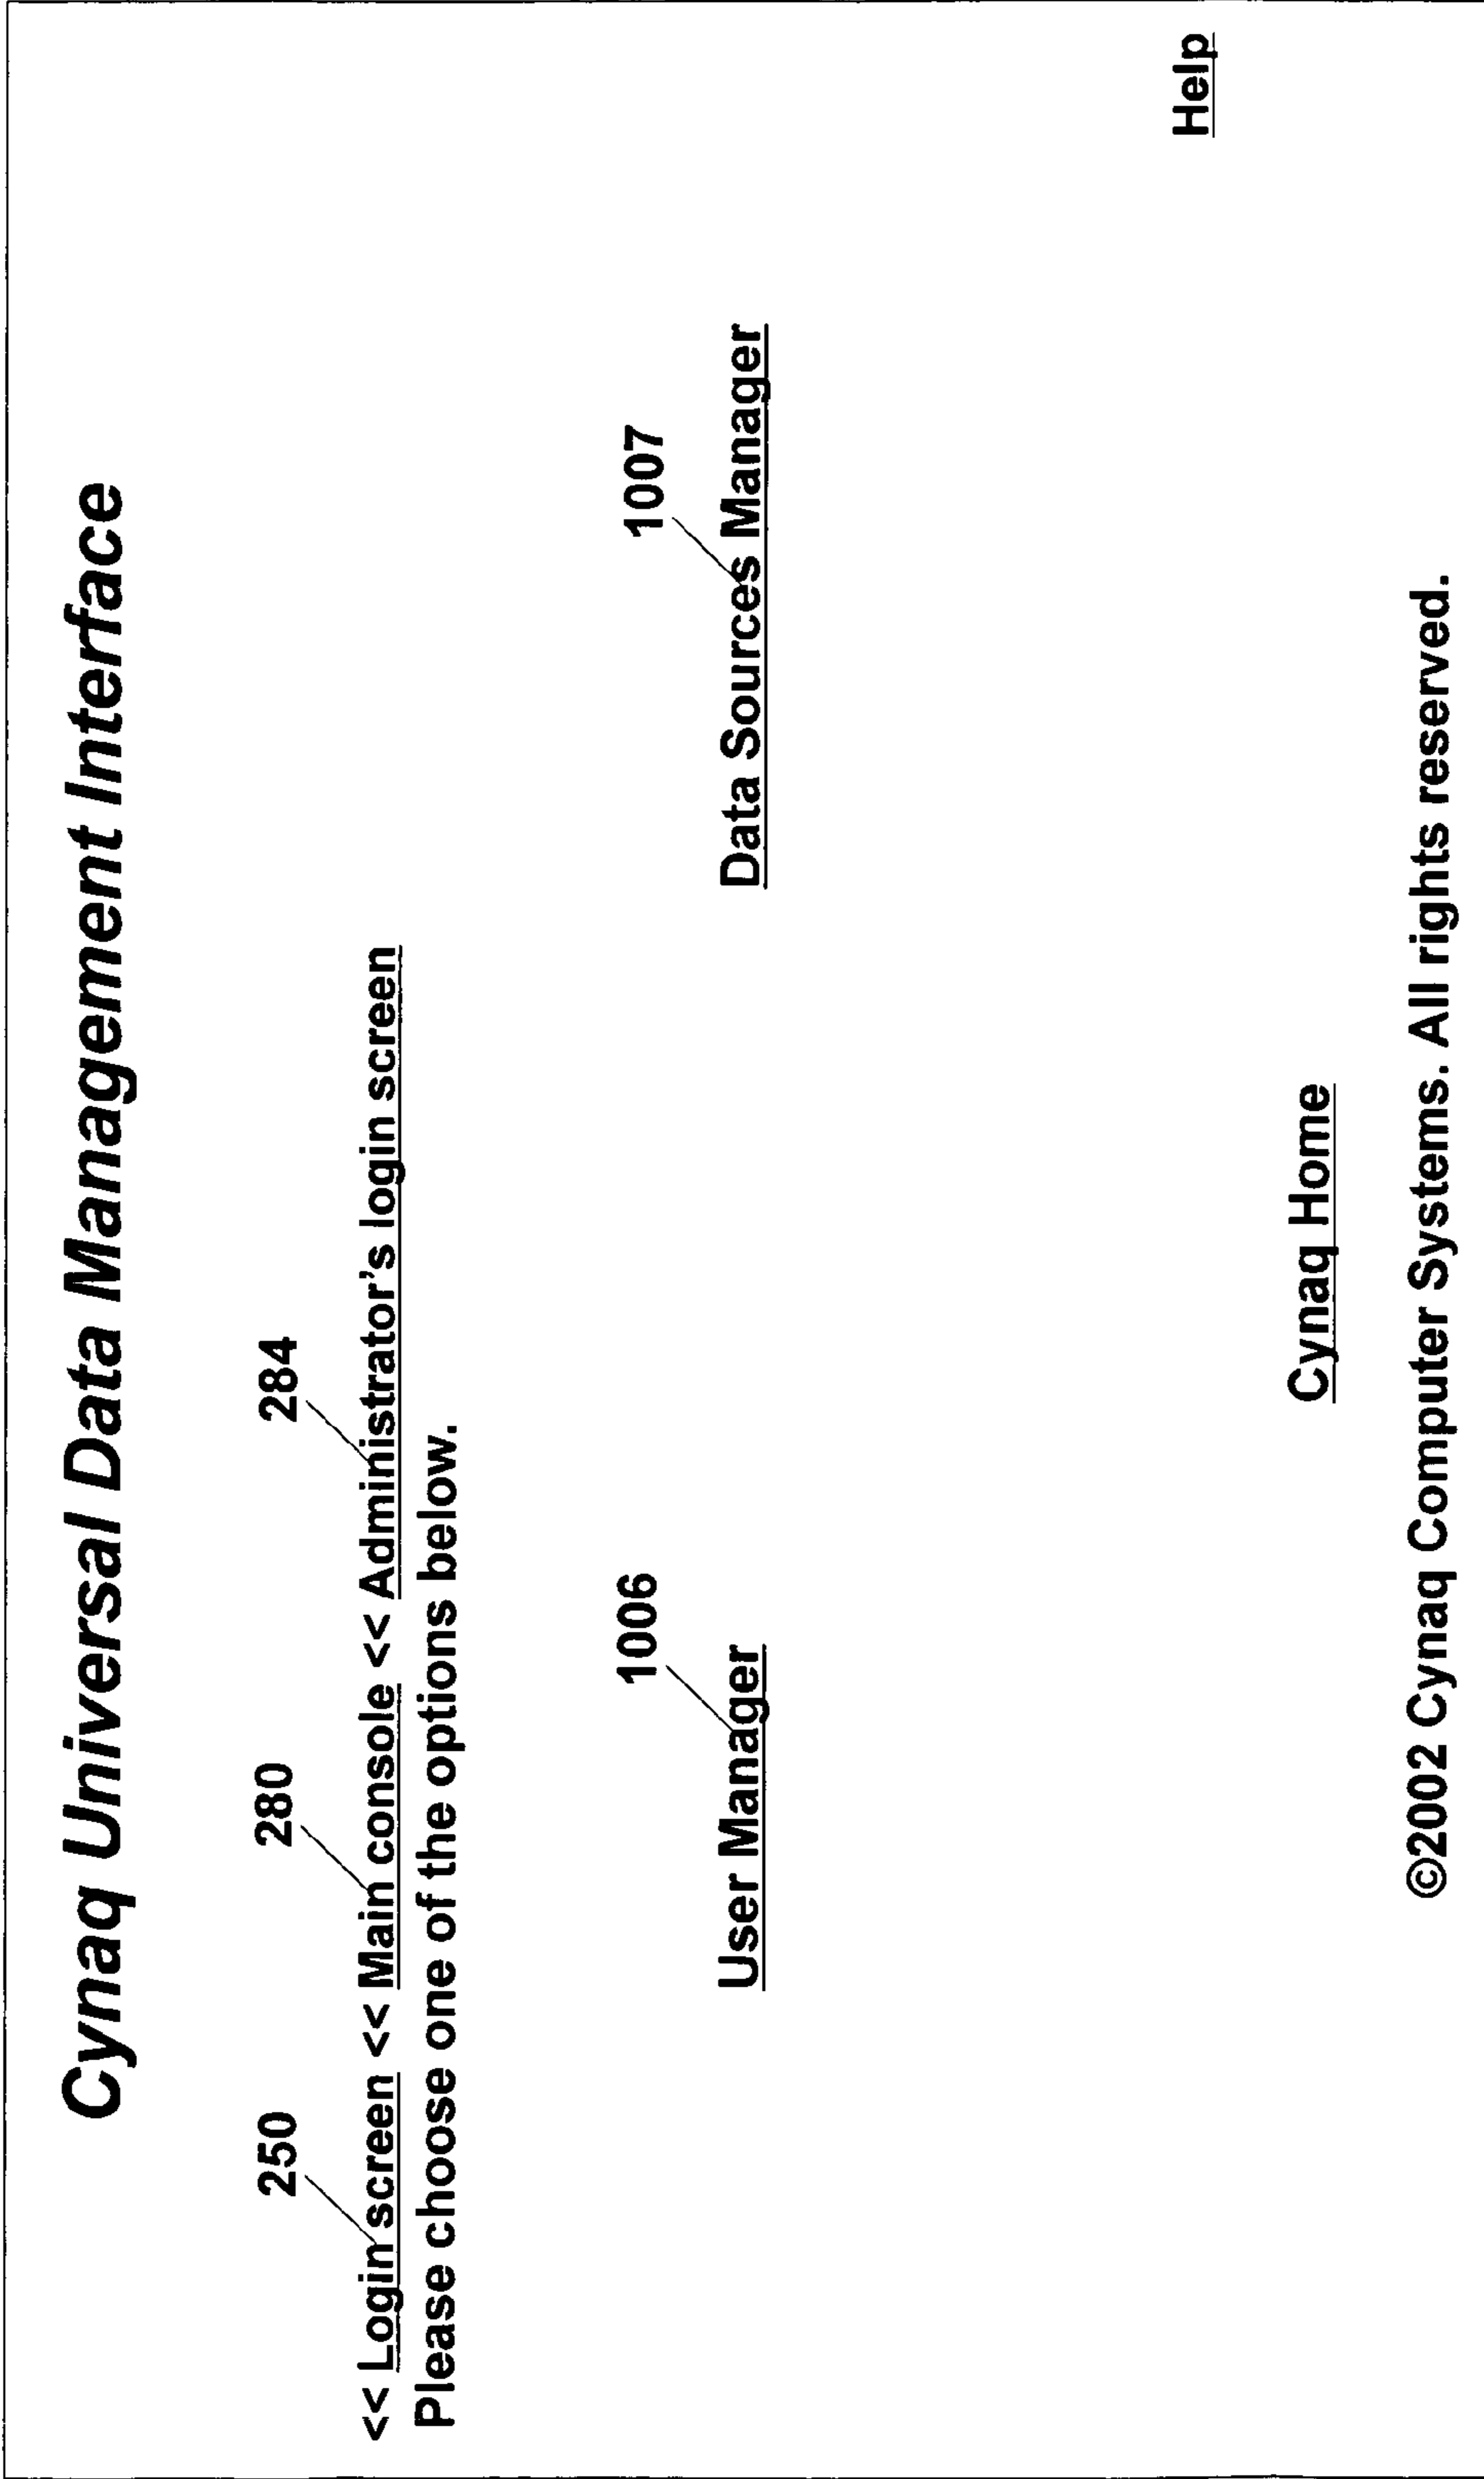 Cynaq Universal Data Management Interface
250 280 284
<< Login screen << Main console << Administrator's login screen
Please choose one of the options below.
1006 1007
User Manager Data Sources Manager
Help
Cynaq Home
©2002 Cynaq Computer Systems. All rights reserved.